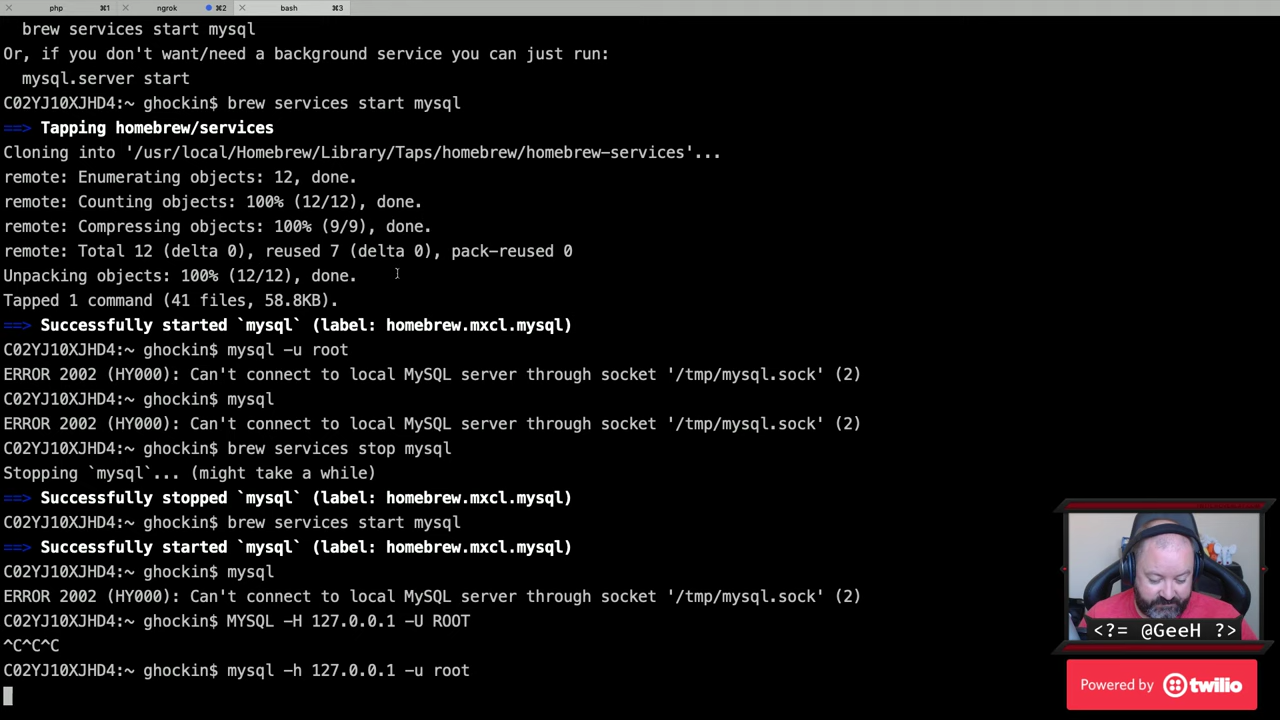 php ⌘1 ngrok ⌘2 bash ⌘3
brew services start mysql
Or, if you don't want/need a background service you can just run:
mysql.server start
C02YJ10XJHD4:~ ghockin$ brew services start mysql
==> Tapping homebrew/services
Cloning into '/usr/local/Homebrew/Library/Taps/homebrew/homebrew-services'...
remote: Enumerating objects: 12, done.
remote: Counting objects: 100% (12/12), done.
remote: Compressing objects: 100% (9/9), done.
remote: Total 12 (delta 0), reused 7 (delta 0), pack-reused 0
Unpacking objects: 100% (12/12), done.
Tapped 1 command (41 files, 58.8KB).
==> Successfully started `mysql` (label: homebrew.mxcl.mysql)
C02YJ10XJHD4:~ ghockin$ mysql -u root
ERROR 2002 (HY000): Can't connect to local MySQL server through socket '/tmp/mysql.sock' (2)
C02YJ10XJHD4:~ ghockin$ mysql
ERROR 2002 (HY000): Can't connect to local MySQL server through socket '/tmp/mysql.sock' (2)
C02YJ10XJHD4:~ ghockin$ brew services stop mysql
Stopping `mysql`... (might take a while)
==> Successfully stopped `mysql` (label: homebrew.mxcl.mysql)
C02YJ10XJHD4:~ ghockin$ brew services start mysql
==> Successfully started `mysql` (label: homebrew.mxcl.mysql)
C02YJ10XJHD4:~ ghockin$ mysql
ERROR 2002 (HY000): Can't connect to local MySQL server through socket '/tmp/mysql.sock' (2)
C02YJ10XJHD4:~ ghockin$ MYSQL -H 127.0.0.1 -U ROOT
^C^C^C
C02YJ10XJHD4:~ ghockin$ mysql -h 127.0.0.1 -u root
<?= @GeeH ?>
Powered by twilio